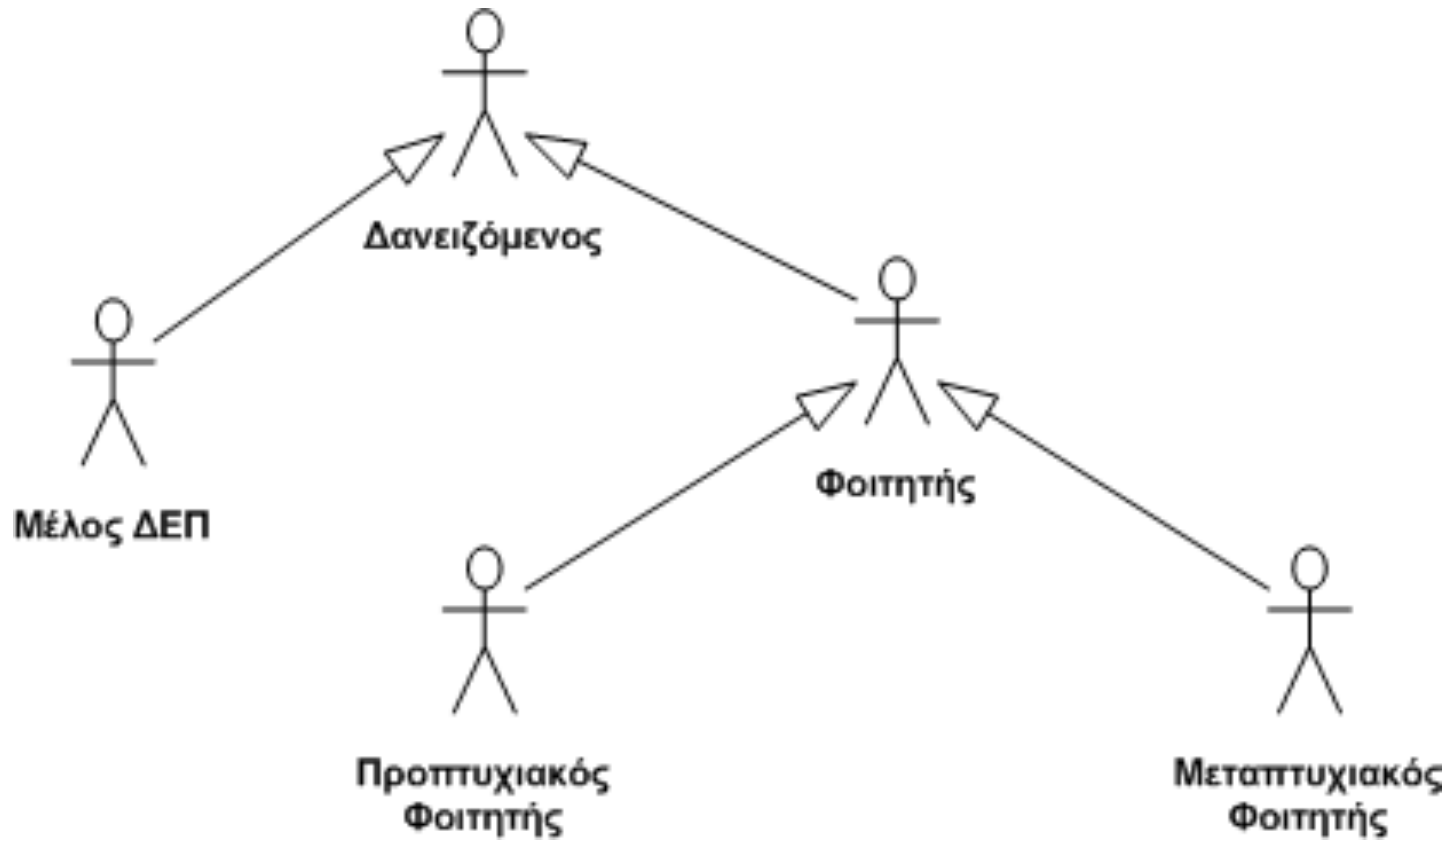 Δανειζόμενος
Φοιτητής
Μέλος ΔΕΠ
Προπτυχιακός
Φοιτητής
Μεταπτυχιακός
Φοιτητής